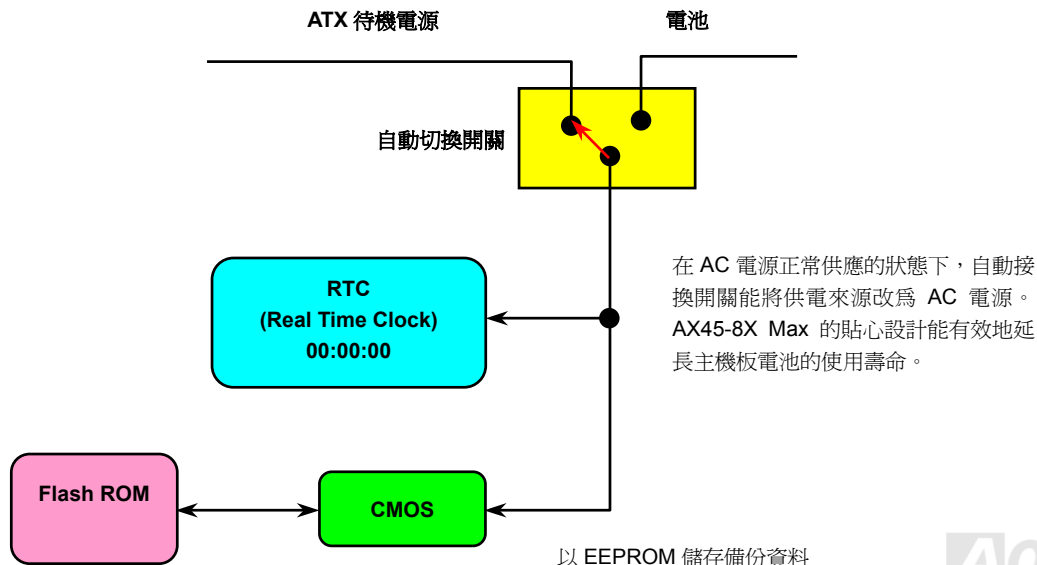 ATX 待機電源
電池
自動切換開關
RTC
(Real Time Clock)
00:00:00
在 AC 電源正常供應的狀態下，自動接
換開關能將供電來源改爲 AC 電源。
AX45-8X Max 的貼心設計能有效地延
長主機板電池的使用壽命。
Flash ROM
CMOS
以 EEPROM 儲存備份資料